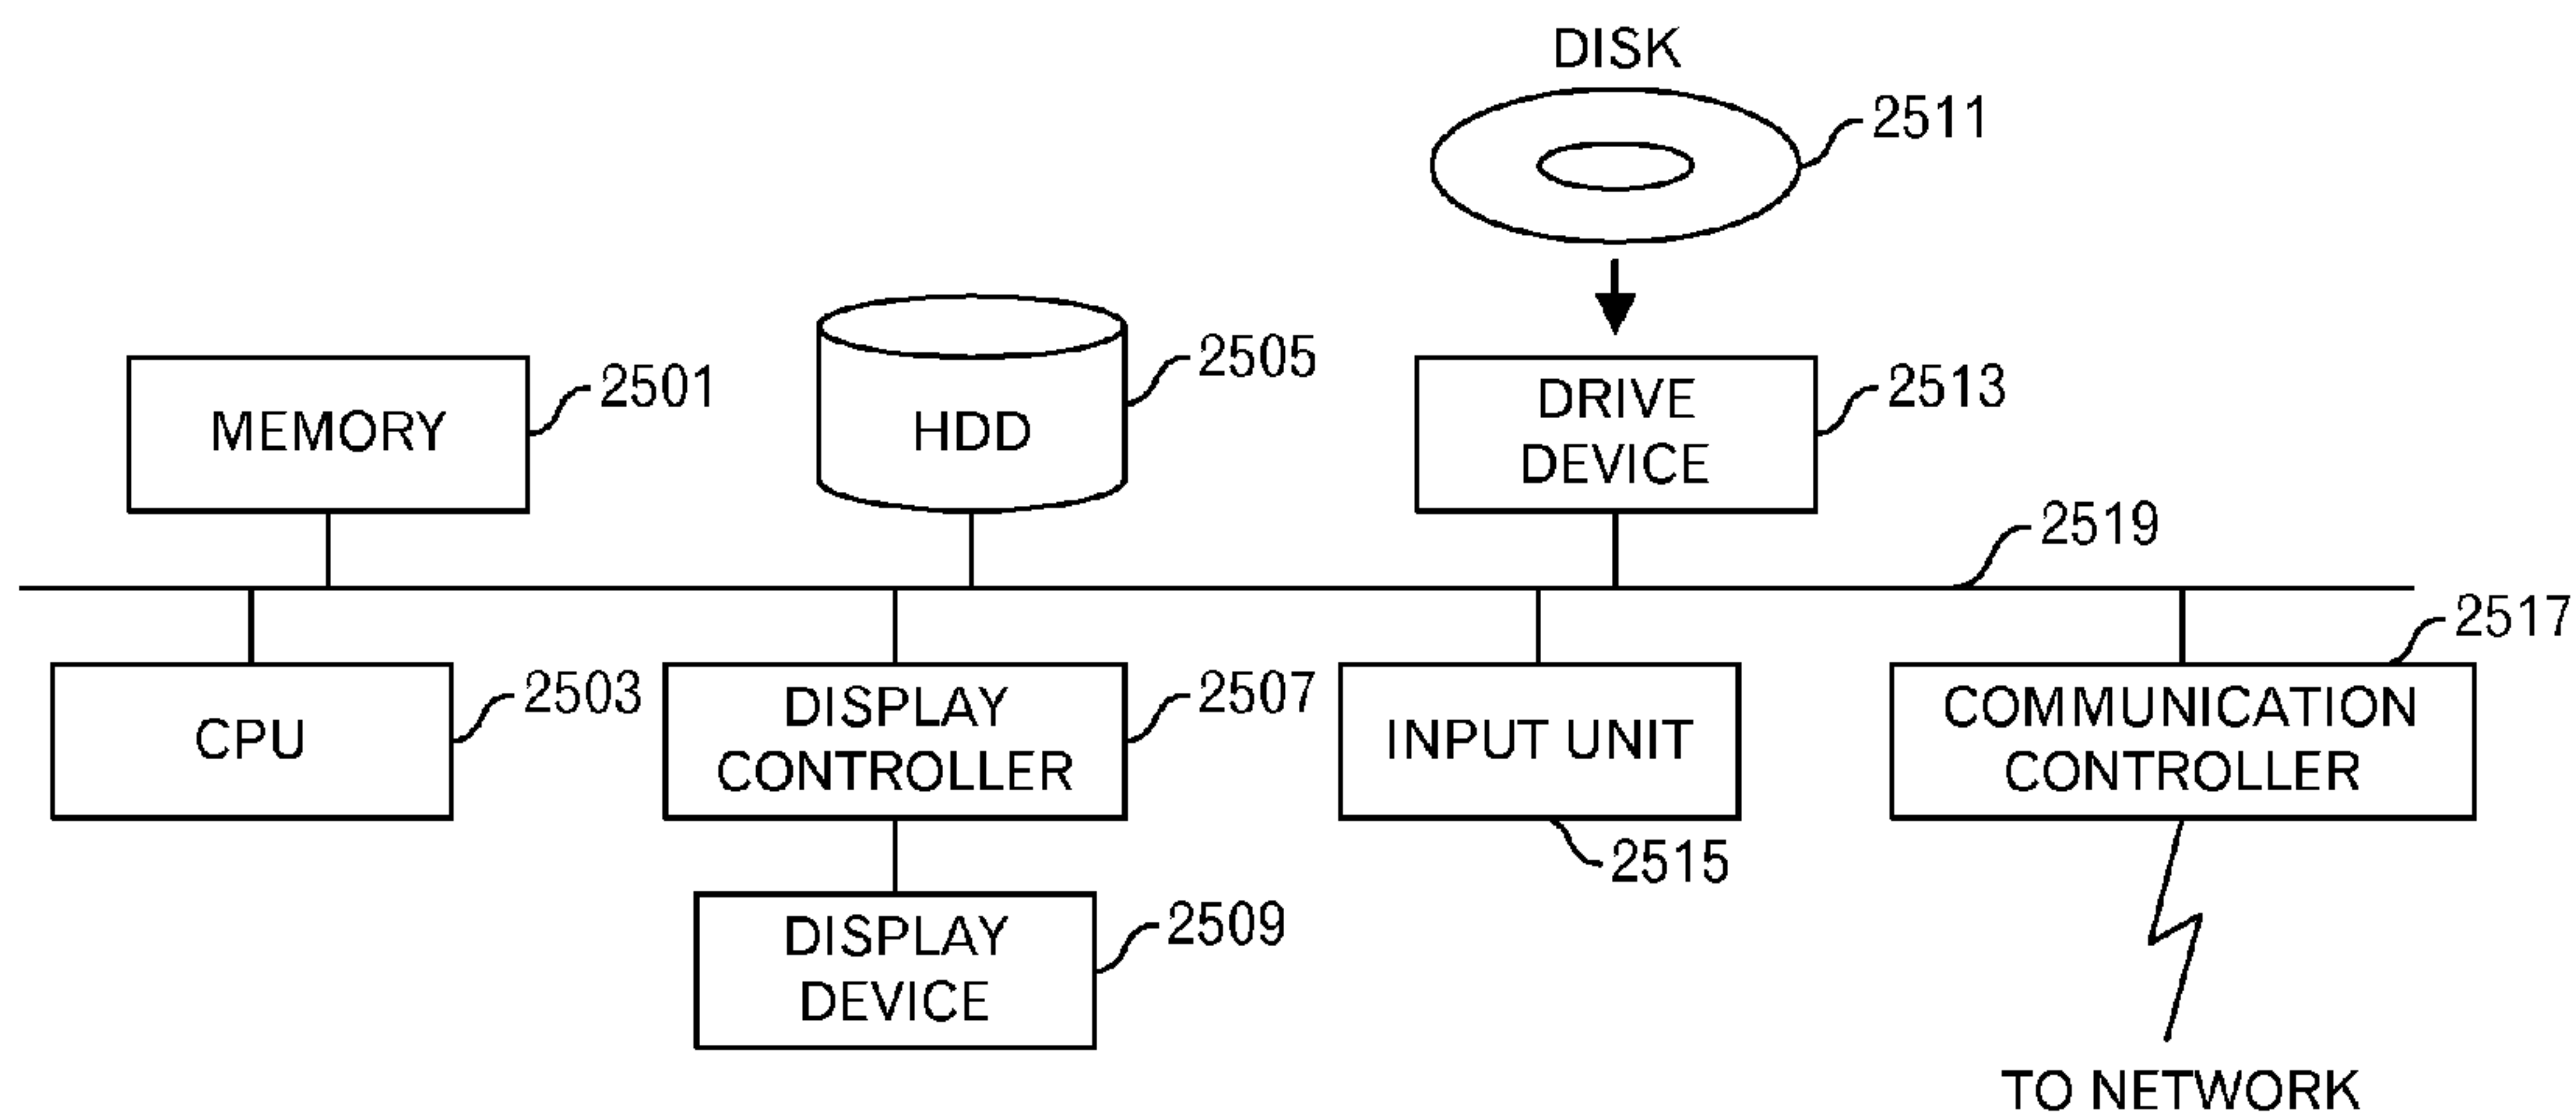 DISK
2511
2501
MEMORY
2505
HDD
2513
DRIVE
DEVICE
2519
2503
CPU
2507
DISPLAY
CONTROLLER
INPUT UNIT
2515
2517
COMMUNICATION
CONTROLLER
2509
DISPLAY
DEVICE
TO NETWORK